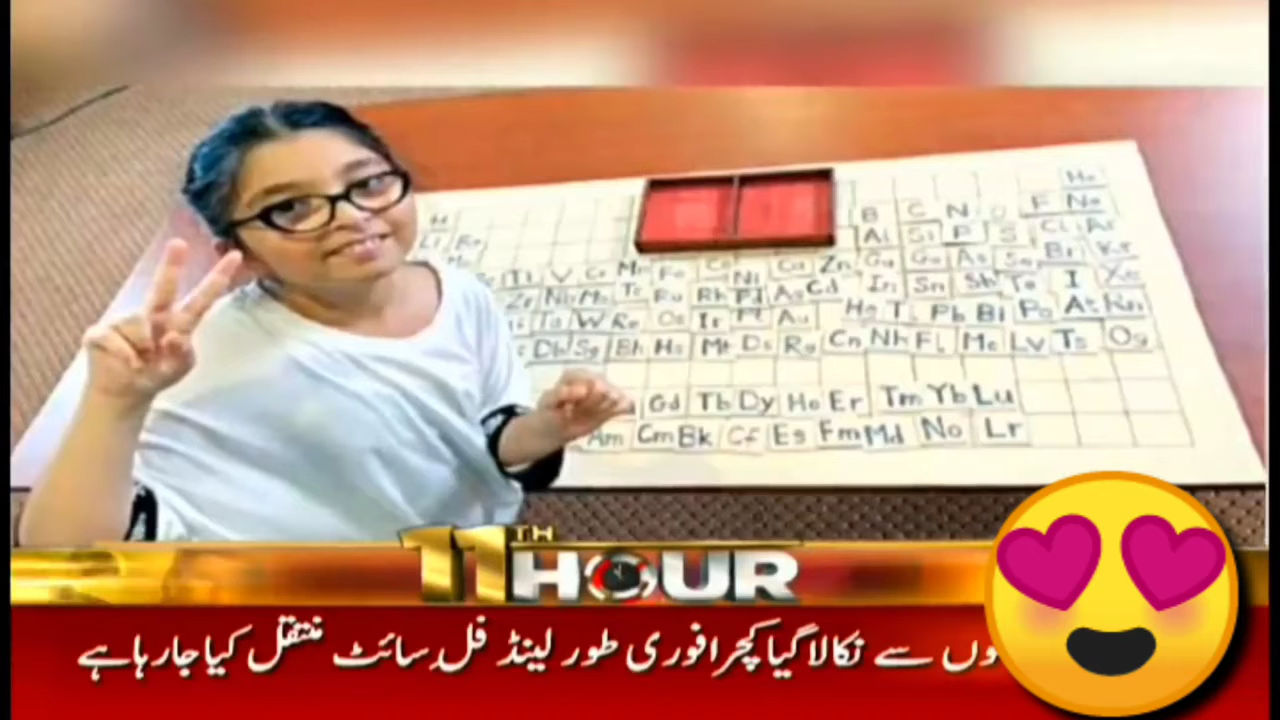 H He
Li Be B C N O F Ne
Al Si P S Cl Ar
Ti V Cr Mn Fe Co Ni Cu Zn Ga Ge As Se Br Kr
Zr Nb Mo Tc Ru Rh Pd Ag Cd In Sn Sb Te I Xe
Ta W Re Os Ir Pt Au Hg Tl Pb Bi Po At Rn
Db Sg Bh Hs Mt Ds Rg Cn Nh Fl Mc Lv Ts Og
Gd Tb Dy Ho Er Tm Yb Lu
Am Cm Bk Cf Es Fm Md No Lr
11TH HOUR
وں سے نکالا گیا کچرا فوری طور لینڈ فل سائٹ منتقل کیا جا رہا ہے